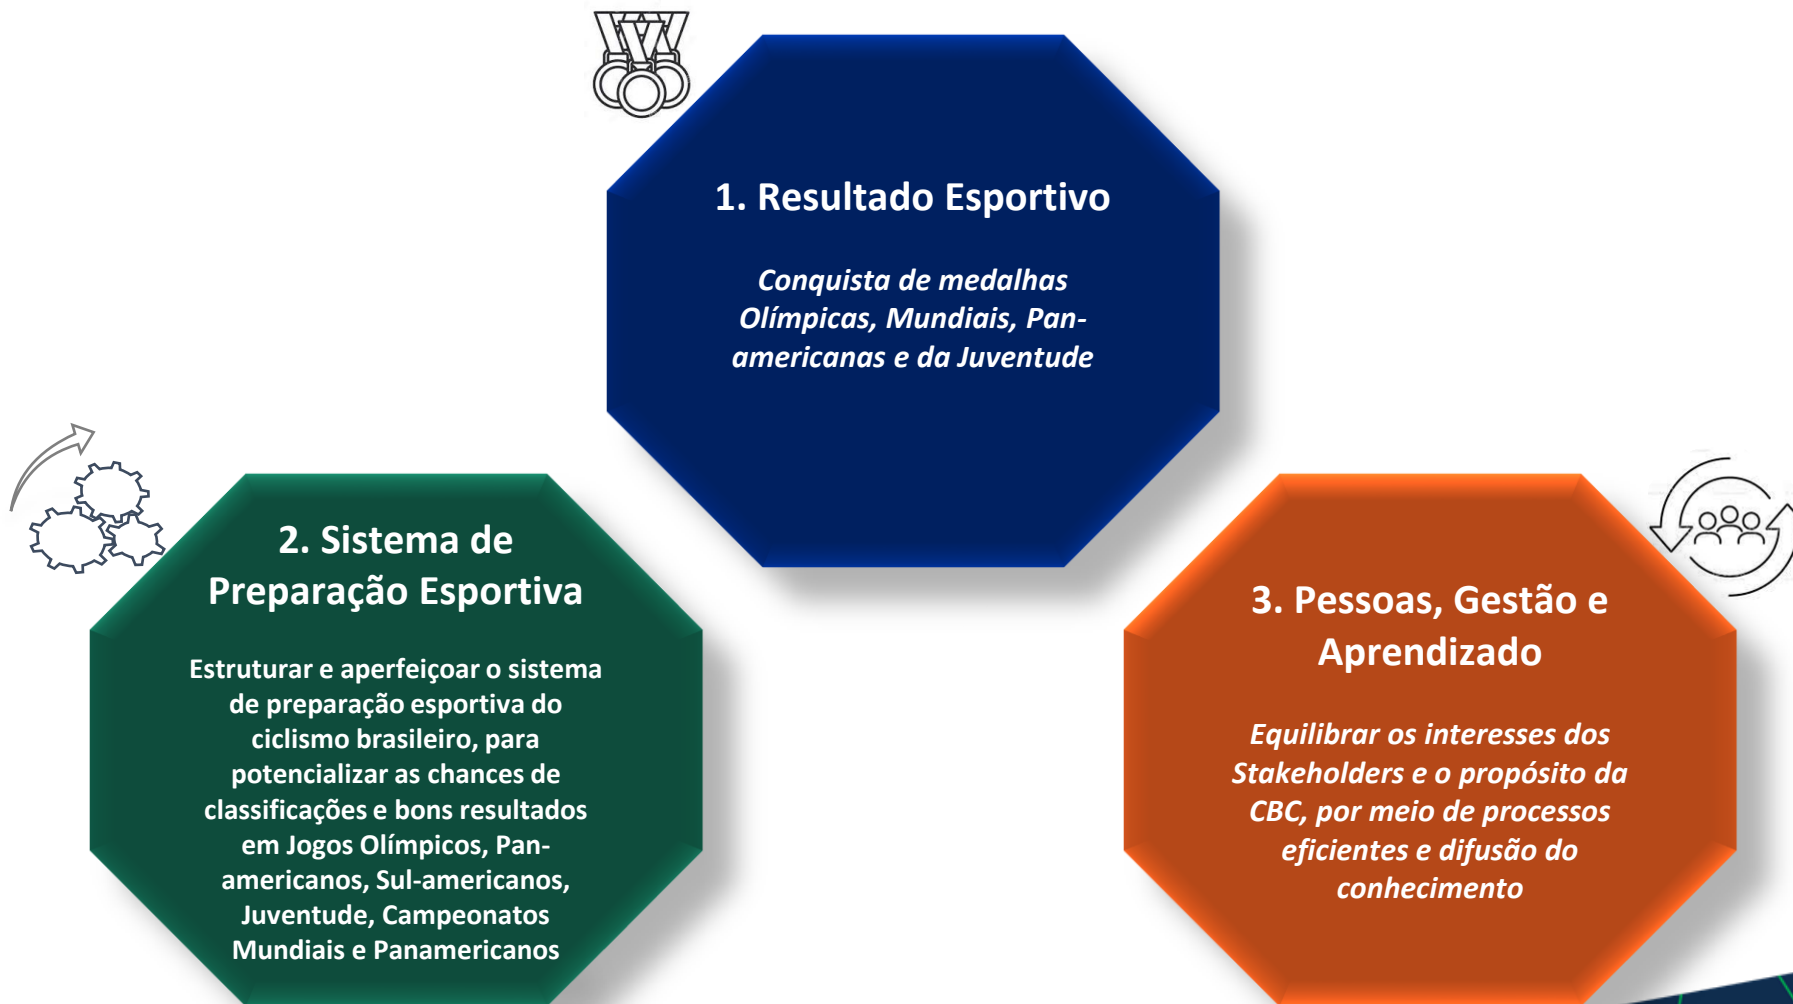 1. Resultado Esportivo
Conquista de medalhas
Olímpicas, Mundiais, Pan-
americanas e da Juventude
2. Sistema de
Preparação Esportiva
Estruturar e aperfeiçoar o sistema
de preparação esportiva do
ciclismo brasileiro, para
potencializar as chances de
classificações e bons resultados
em Jogos Olímpicos, Pan-
americanos, Sul-americanos,
Juventude, Campeonatos
Mundiais e Panamericanos
3. Pessoas, Gestão e
Aprendizado
Equilibrar os interesses dos
Stakeholders e o propósito da
CBC, por meio de processos
eficientes e difusão do
conhecimento